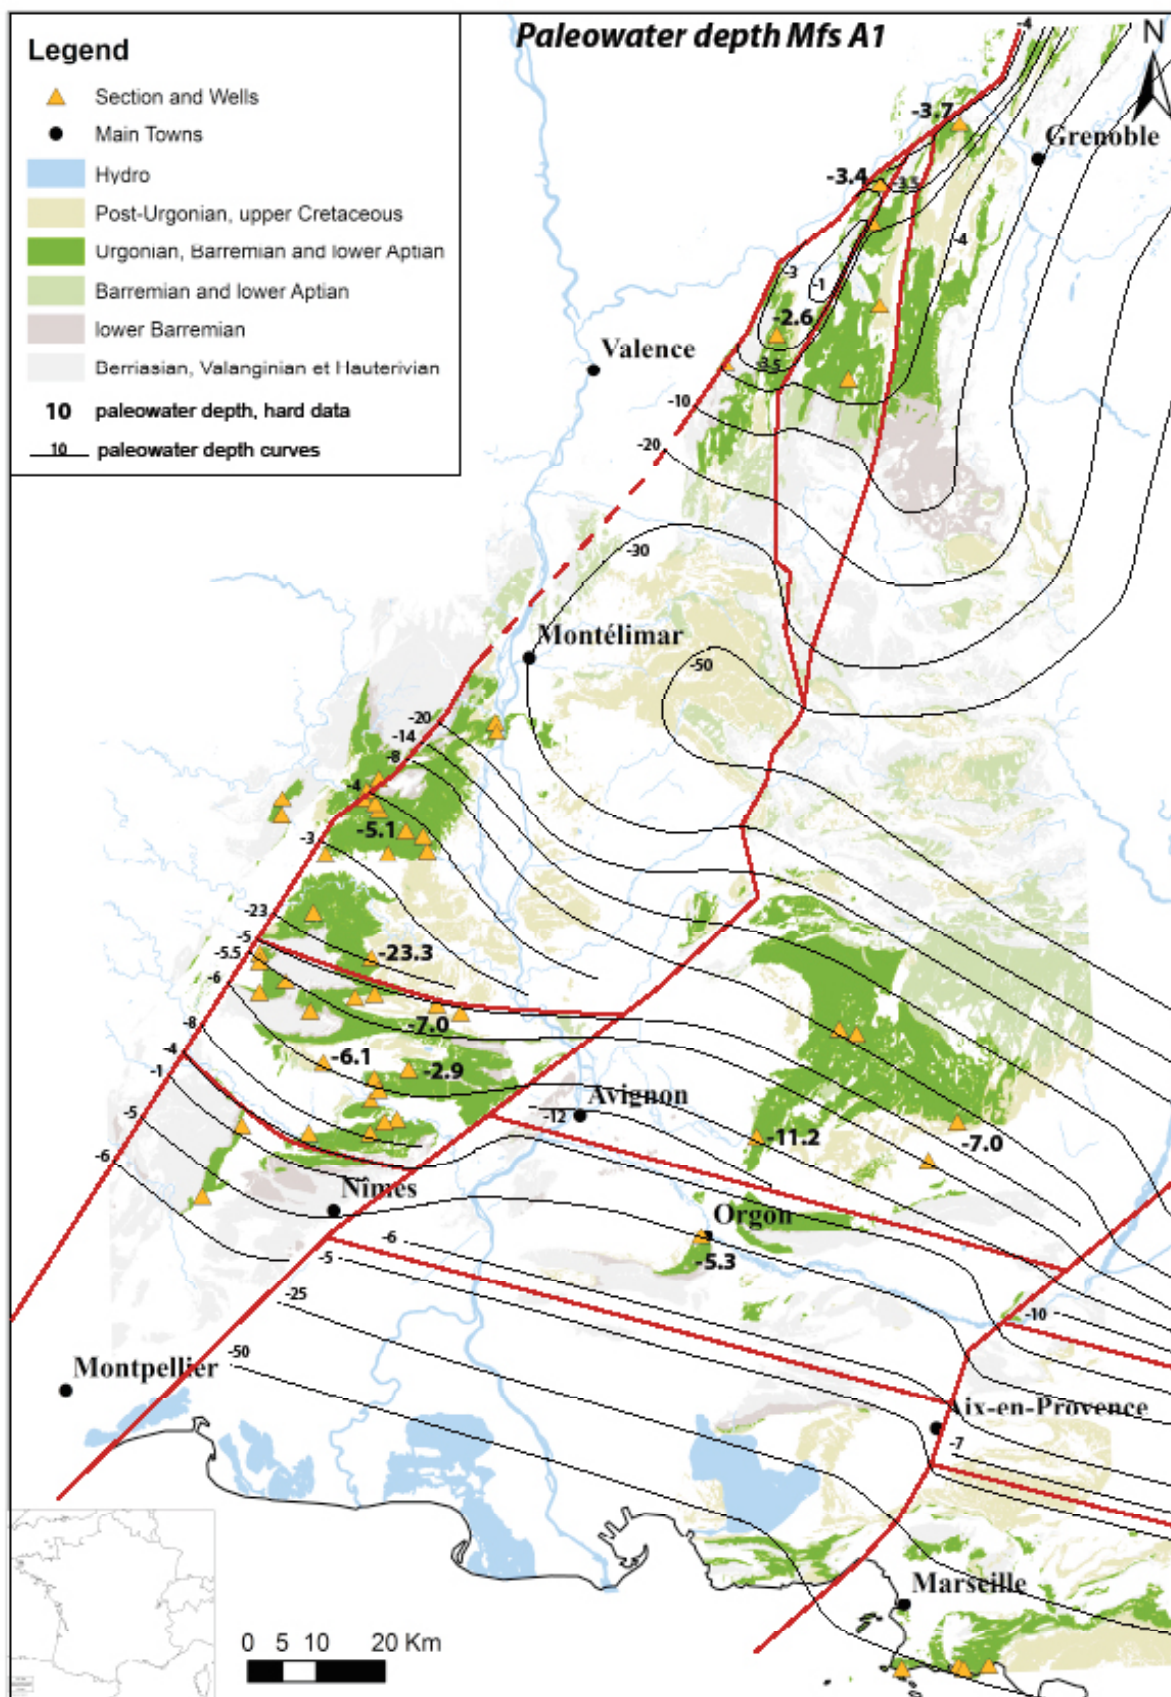 Paleowater depth Mfs A1
N
Legend
Section and Wells
Main Towns
Hydro
Post-Urgonian, upper Cretaceous
Urgonian, Barremian and lower Aptian
Barremian and lower Aptian
lower Barremian
Berriasian, Valanginian et Hauterivian
10 paleowater depth, hard data
10 paleowater depth curves
-4
-3.7
Grenoble
-3.4
-35
-4
-3
-1
-2.6
Valence
-35
-10
-20
-30
Montélimar
-50
-20
-14
-8
-4
-5.1
-3
-23
-5
-23.3
-5.5
-6
-7.0
-8
-6.1
-2.9
-4
-1
Avignon
-12
-5
-11.2
-7.0
-6
Nîmes
Orgon
-6
-5
-5.3
-25
-10
-50
Montpellier
Aix-en-Provence
-7
Marseille
0 5 10 20 Km